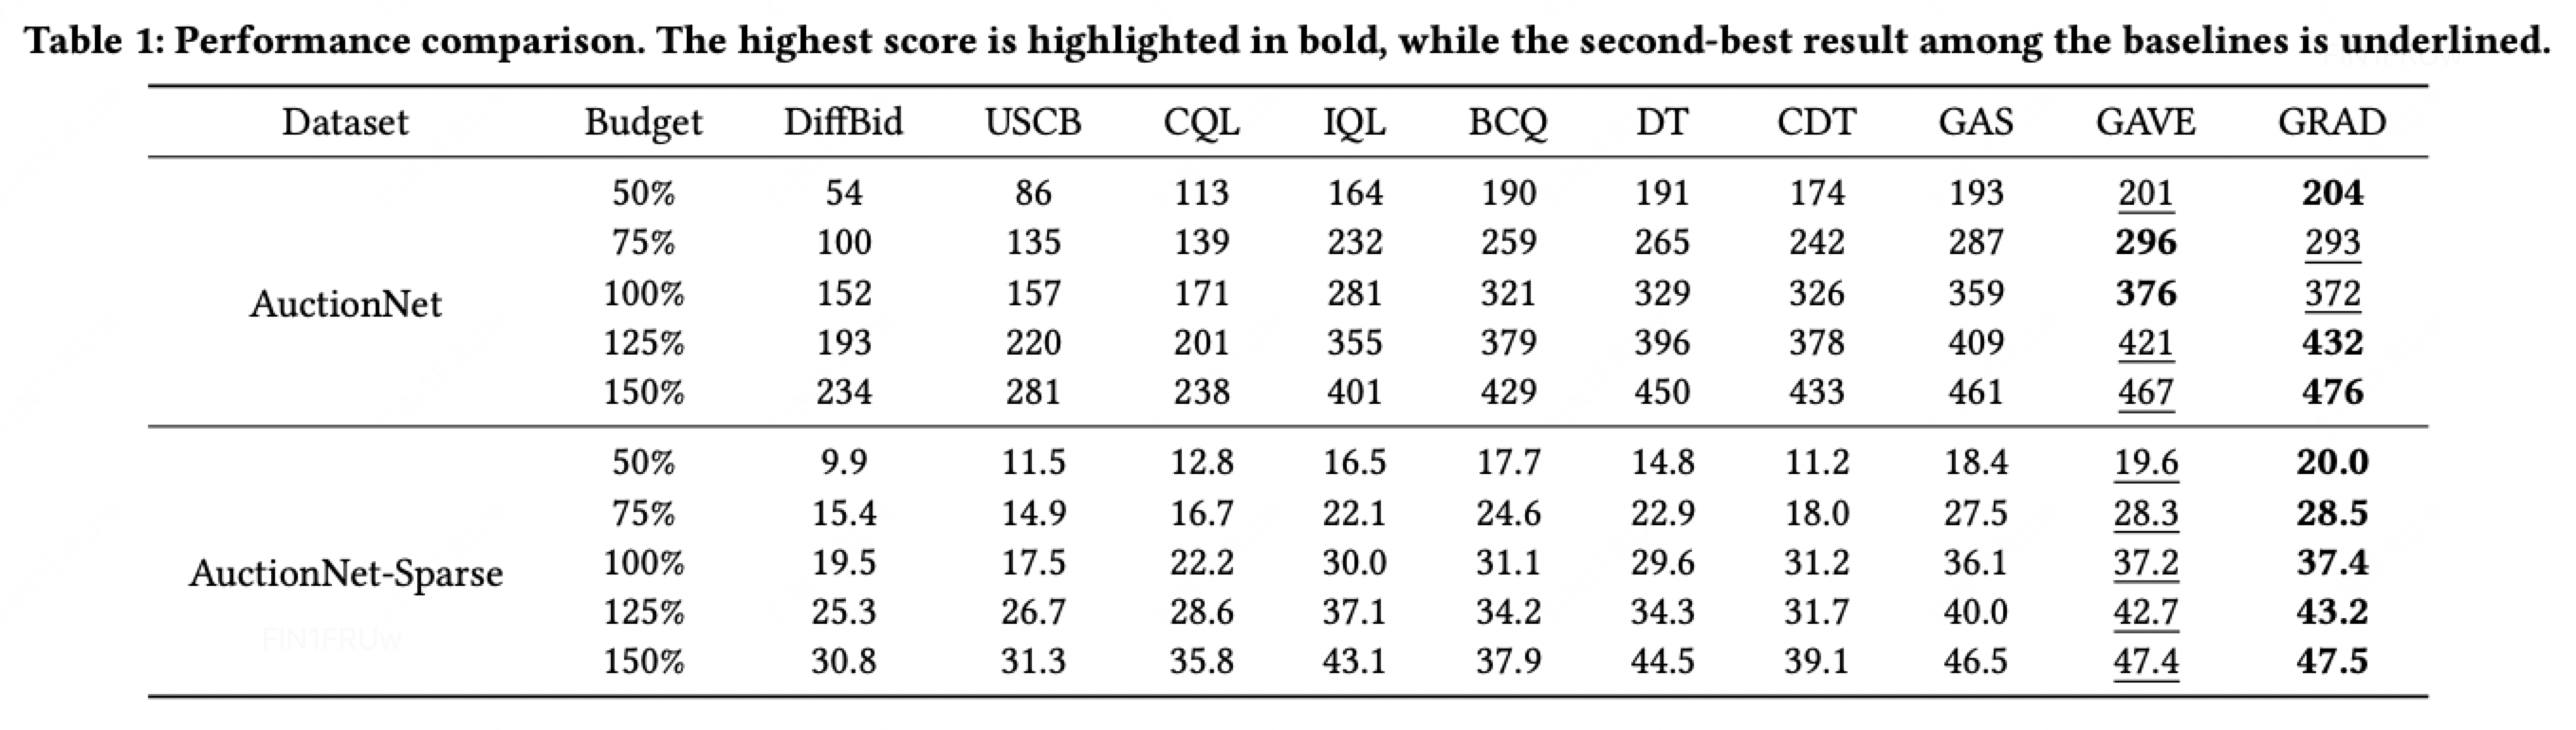 Table 1: Performance comparison. The highest score is highlighted in bold, while the second-best result among the baselines is underlined.
Dataset Budget DiffBid USCB CQL IQL BCQ DT CDT GAS GAVE GRAD
50% 54 86 113 164 190 191 174 193 201 204
75% 100 135 139 232 259 265 242 287 296 293
AuctionNet 100% 152 157 171 281 321 329 326 359 376 372
125% 193 220 201 355 379 396 378 409 421 432
150% 234 281 238 401 429 450 433 461 467 476
50% 9.9 11.5 12.8 16.5 17.7 14.8 11.2 18.4 19.6 20.0
75% 15.4 14.9 16.7 22.1 24.6 22.9 18.0 27.5 28.3 28.5
AuctionNet-Sparse 100% 19.5 17.5 22.2 30.0 31.1 29.6 31.2 36.1 37.2 37.4
125% 25.3 26.7 28.6 37.1 34.2 34.3 31.7 40.0 42.7 43.2
150% 30.8 31.3 35.8 43.1 37.9 44.5 39.1 46.5 47.4 47.5
FIN1FRUw